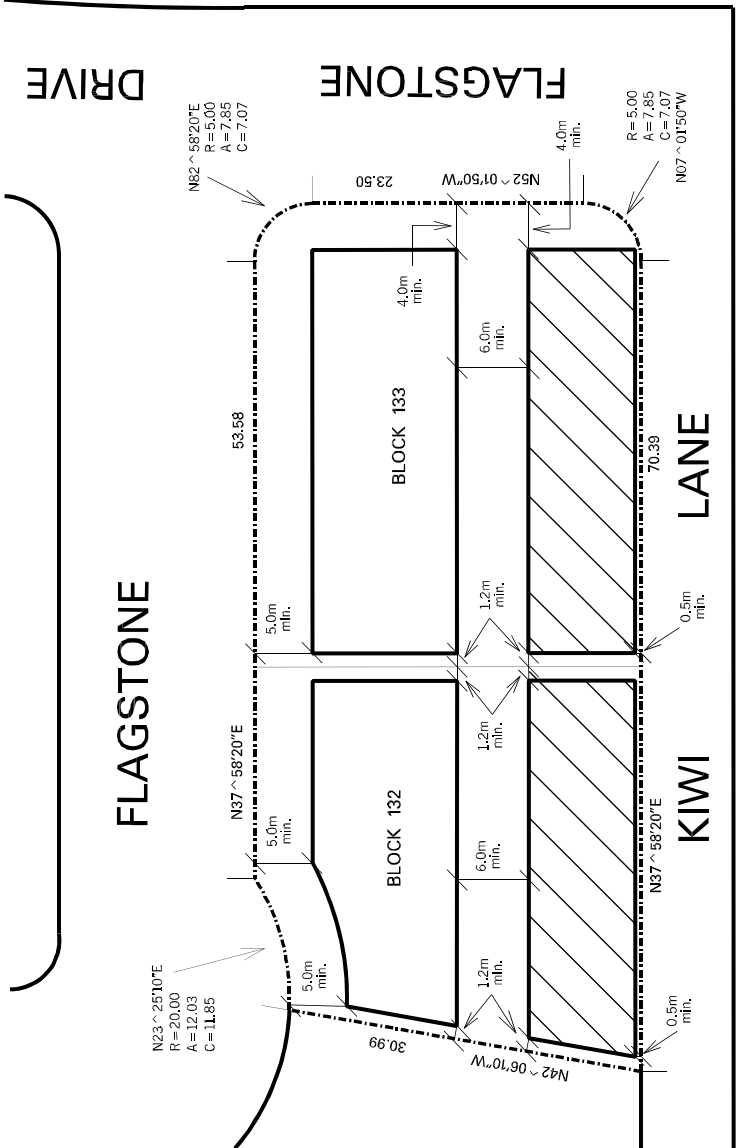 DRIVE
FLAGSTONE
N82^58'20"E
R=5.00
A=7.85
C=7.07
23.50
N52^01'50"W
4.0m
min.
R=5.00
A=7.85
C=7.07
N07^01'50"W
4.0m
min.
6.0m
min.
53.58
BLOCK 133
70.39
LANE
FLAGSTONE
5.0m
min.
1.2m
min.
0.5m
min.
N37^58'20"E
5.0m
min.
1.2m
min.
BLOCK 132
6.0m
min.
N37^58'20"E
KIWI
N23^25'10"E
R=20.00
A=12.03
C=11.85
5.0m
min.
1.2m
min.
0.5m
min.
30.99
N42^06'10"W